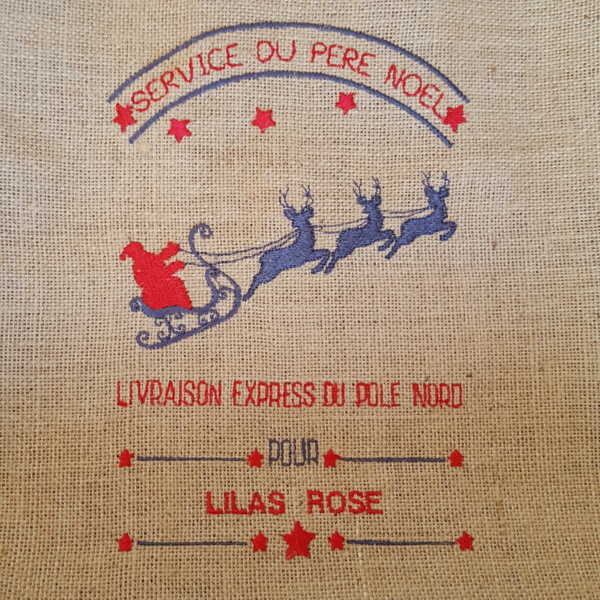 SERVICE DU PERE NOEL
LIVRAISON EXPRESS DU POLE NORD
POUR
LILAS ROSE